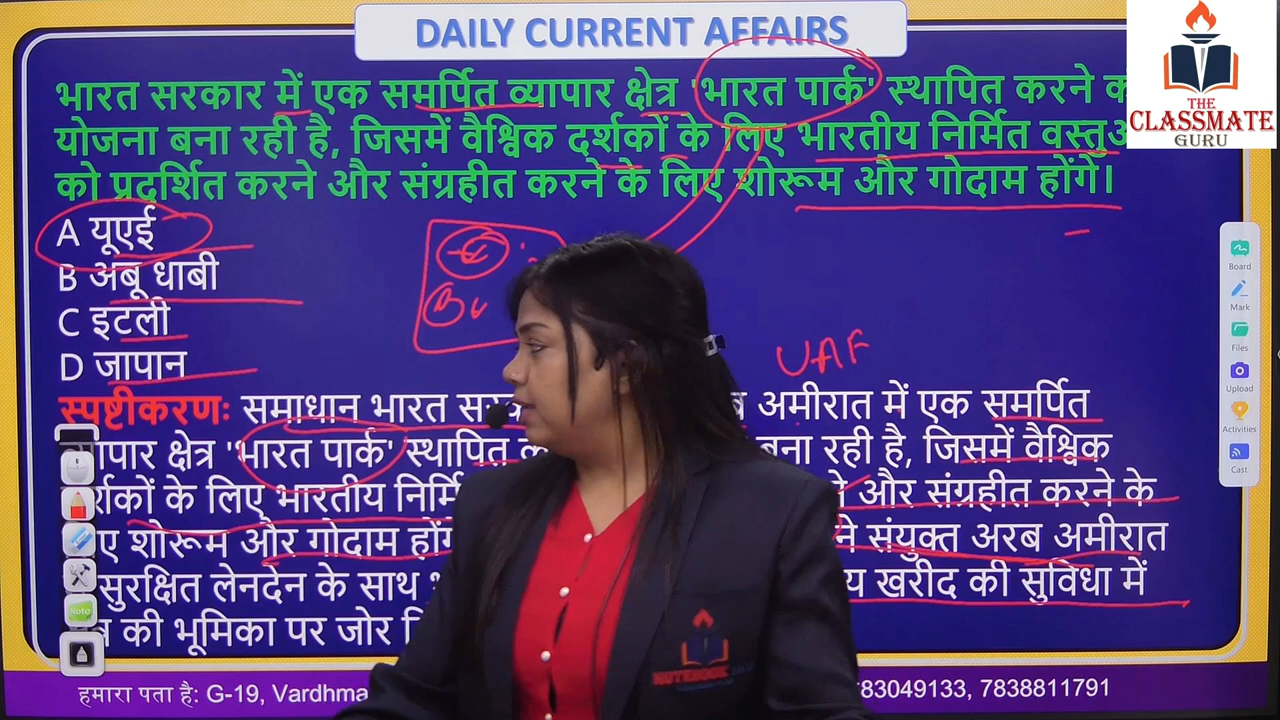 DAILY CURRENT AFFAIRS
THE
CLASSMATE
GURU
भारत सरकार में एक समर्पित व्यापार क्षेत्र 'भारत पार्क' स्थापित करने
योजना बना रही है, जिसमें वैश्विक दर्शकों के लिए भारतीय निर्मित
को प्रदर्शित करने और संग्रहीत करने के लिए शोरूम और गोदाम होंगे।
A यूएई
B अबू धाबी
C इटली
D जापान
UAE
स्पष्टीकरणः समाधान भारत अमीरात में एक समर्पित
क्षेत्र 'भारत पार्क' स्थापित बना रही है, जिसमें वैश्विक
के लिए भारतीय और संग्रहीत करने के
शोरूम और गोदाम संयुक्त अरब अमीरात
सुरक्षित लेनदेन के साथ खरीद की सुविधा में
की भूमिका पर जोर
Board
Mark
Files
Upload
Activities
Cast
Note
NOTEBOOK
हमारा पता है: G-19, 783049133, 7838811791